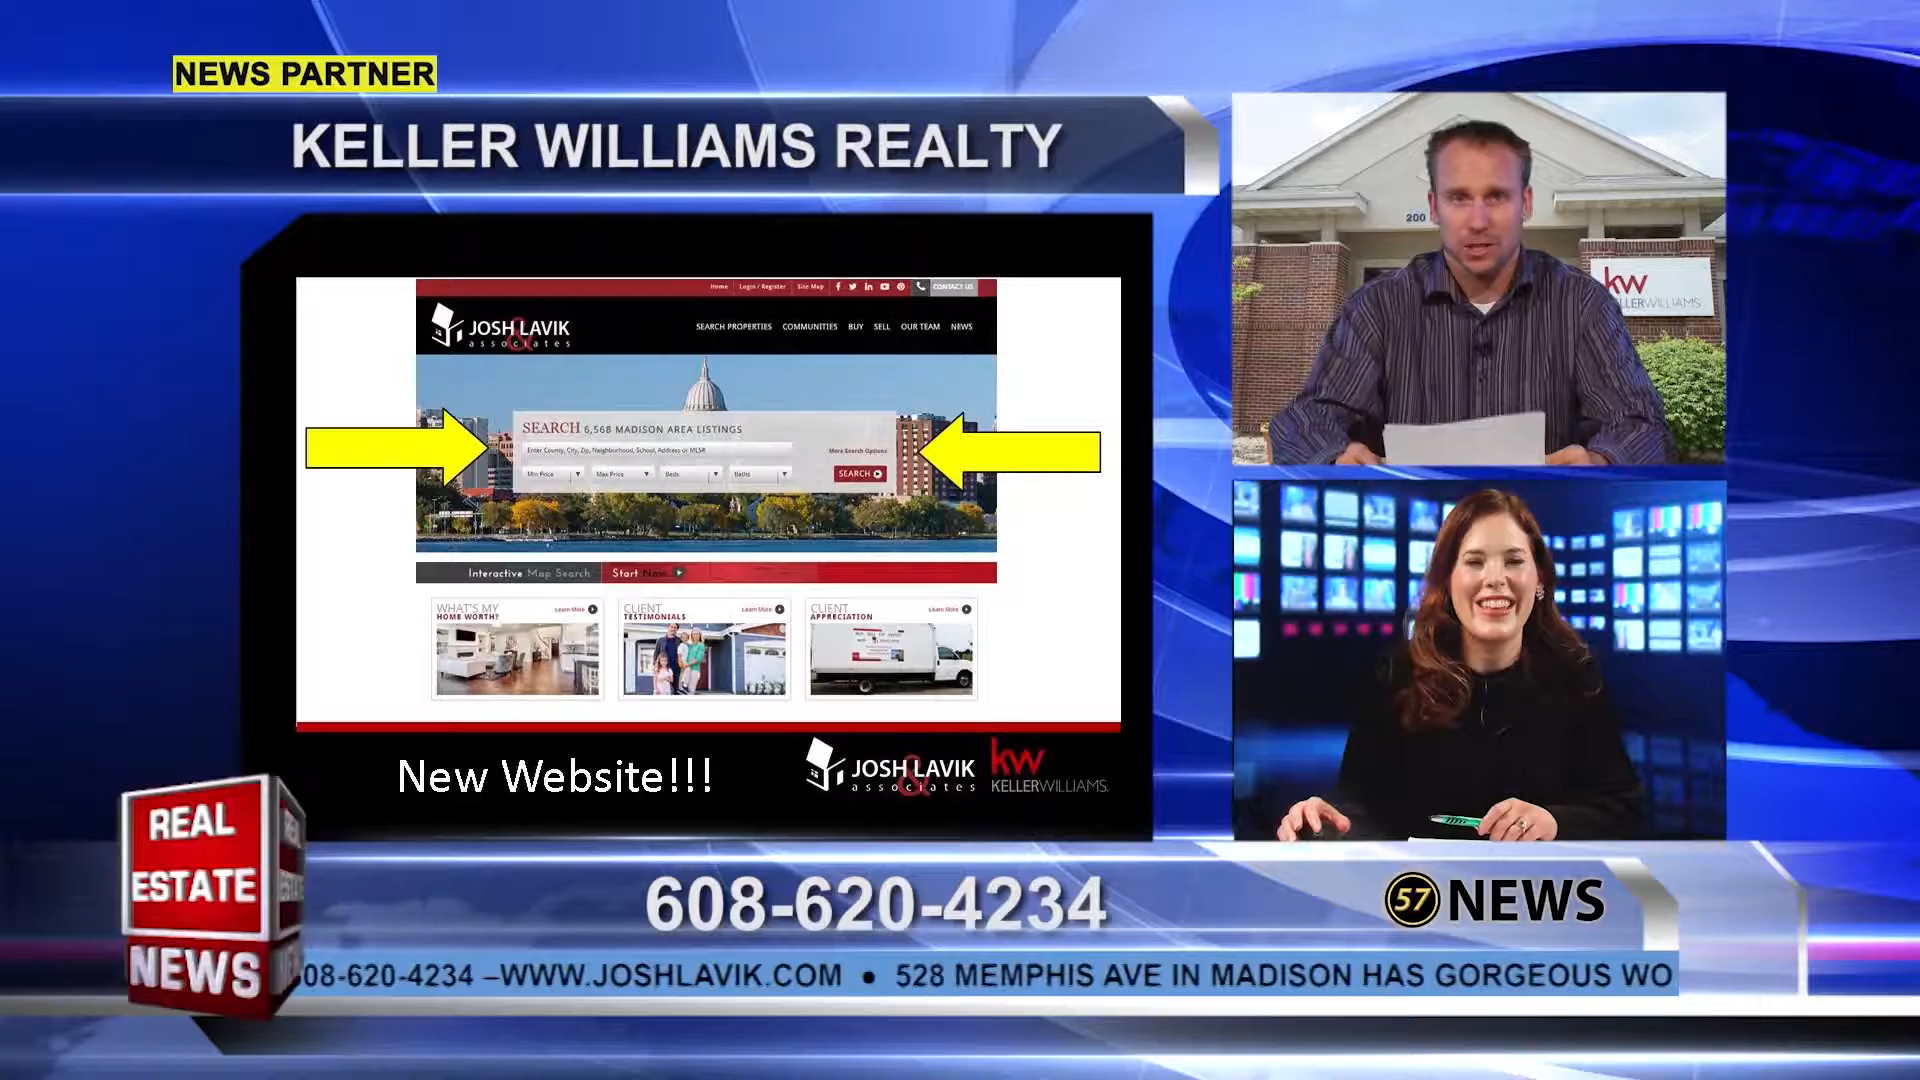 NEWS PARTNER
KELLER WILLIAMS REALTY
Home Login / Register Site Map CONTACT US
JOSH LAVIK
& associates
SEARCH PROPERTIES COMMUNITIES BUY SELL OUR TEAM NEWS
SEARCH 6,568 MADISON AREA LISTINGS
Enter County, City, Zip, Neighborhood, School, Address or MLS#
More Search Options
Min Price Max Price Beds Baths SEARCH
Interactive Map Search Start Now
WHAT'S MY
HOME WORTH?
Learn More
CLIENT
TESTIMONIALS
Learn More
CLIENT
APPRECIATION
Learn More
New Website!!!
JOSH LAVIK
& associates
kw
KELLERWILLIAMS.
200
kw
LLERWILLIAMS
REAL
ESTATE
NEWS
608-620-4234
57 NEWS
08-620-4234 –WWW.JOSHLAVIK.COM • 528 MEMPHIS AVE IN MADISON HAS GORGEOUS WO